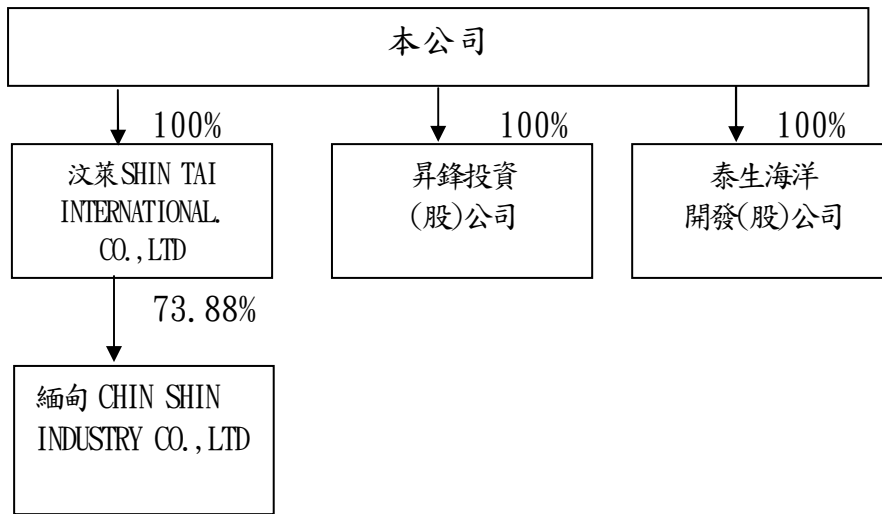 本公司
100%
100%
100%
汶萊SHIN TAI
INTERNATIONAL.
CO.,LTD
昇鋒投資
(股)公司
泰生海洋
開發(股)公司
73.88%
緬甸 CHIN SHIN
INDUSTRY CO.,LTD